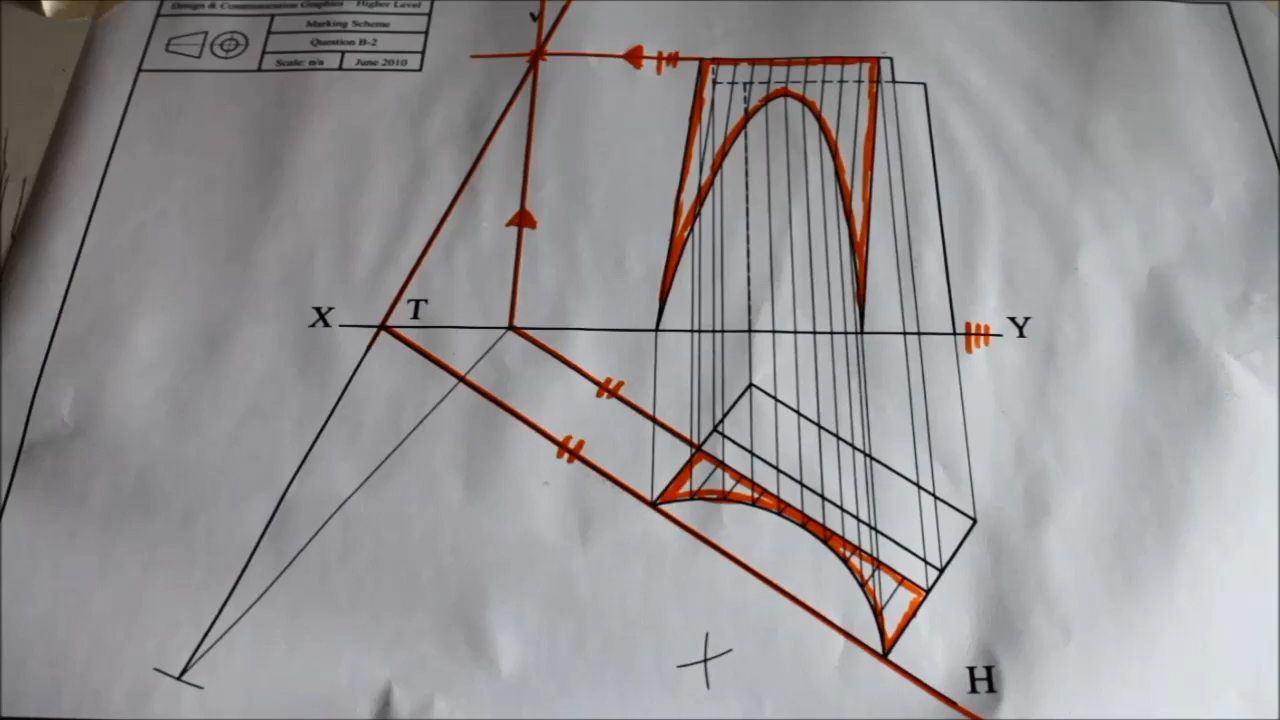 Design & Communication Graphics - Higher Level
Marking Scheme
Question B-2
Scale: n/a
June 2010
V
X
T
Y
H